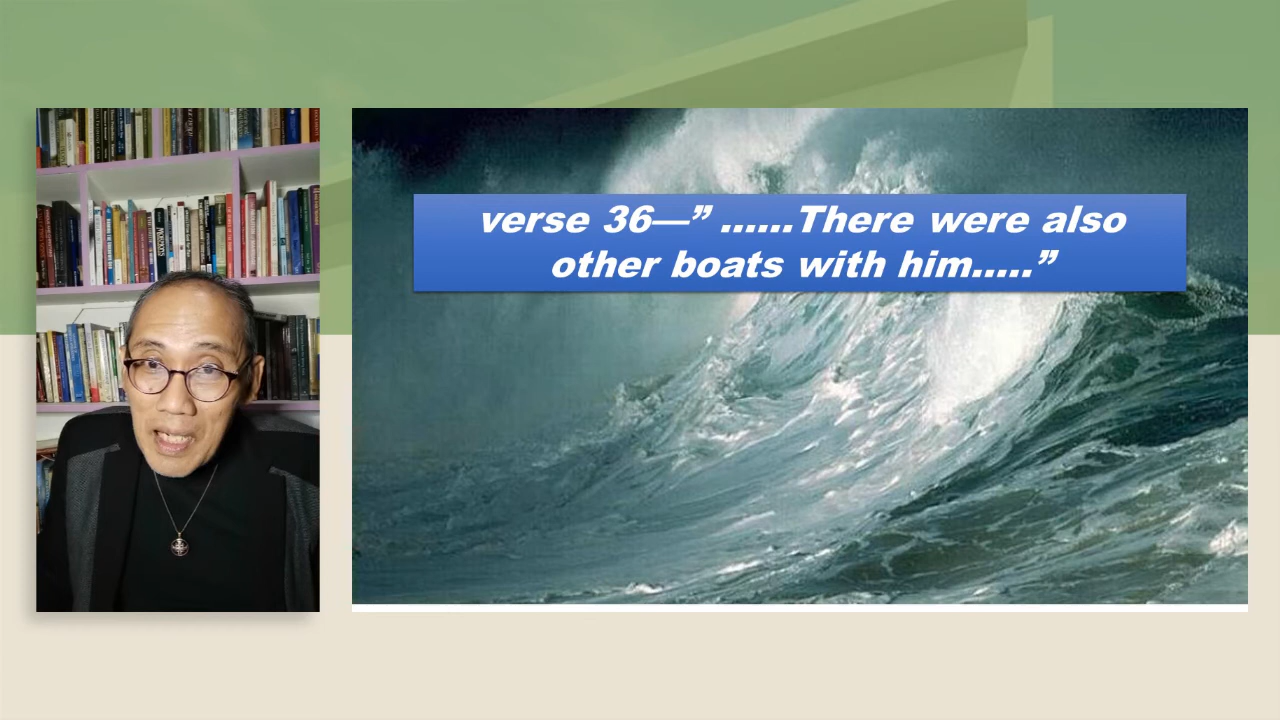 verse 36—” ......There were also
other boats with him.....”